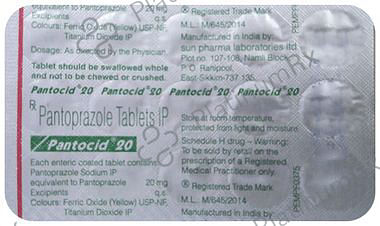 equivalent to Pantoprazole 20 mg
Excipients q.s.
Colours: Ferric Oxide (Yellow) USP-NF,
Titanium Dioxide IP
Dosage: As directed by the Physician
Tablet should be swallowed whole
and not to be chewed or crushed.
® Registered Trade Mark
M.L. M/645/2014
Manufactured in India by:
sun pharma laboratories ltd.
Plot no. 107-108, Namli Block,
P.O. Ranipool,
East-Sikkim-737 135.
Pantocid® 20 Pantocid® 20 Pantocid® 20 Pantocid® 20
Rx Pantoprazole Tablets IP
Pantocid® 20
Each enteric coated tablet contains:
Pantoprazole Sodium IP
equivalent to Pantoprazole 20 mg
Excipients q.s.
Colours: Ferric Oxide (Yellow) USP-NF,
Titanium Dioxide IP
Store at room temperature,
protected from light and moisture.
Schedule H drug – Warning:
To be sold by retail on the
prescription of a Registered
Medical Practitioner only.
® Registered Trade Mark
M.L. M/645/2014
Manufactured in India by:
PEMPPF0375